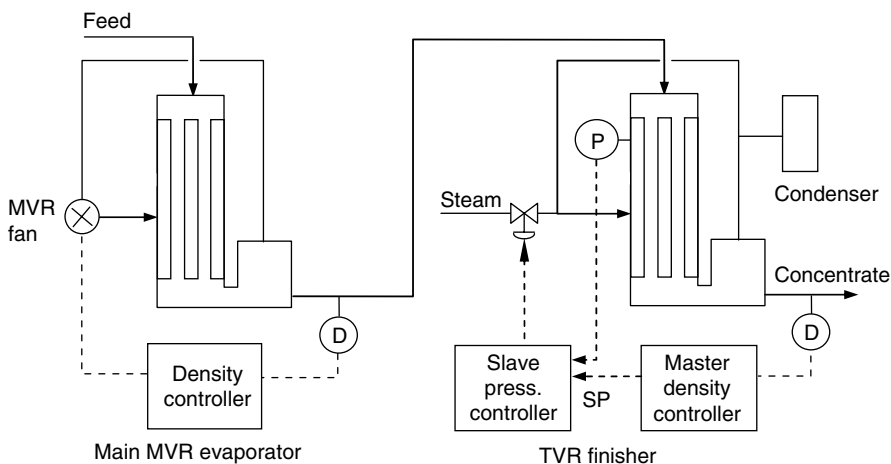 Feed
MVR
fan
D
Density
controller
Main MVR evaporator
P
Steam
Condenser
Concentrate
D
Slave
press.
controller
SP
Master
density
controller
TVR finisher